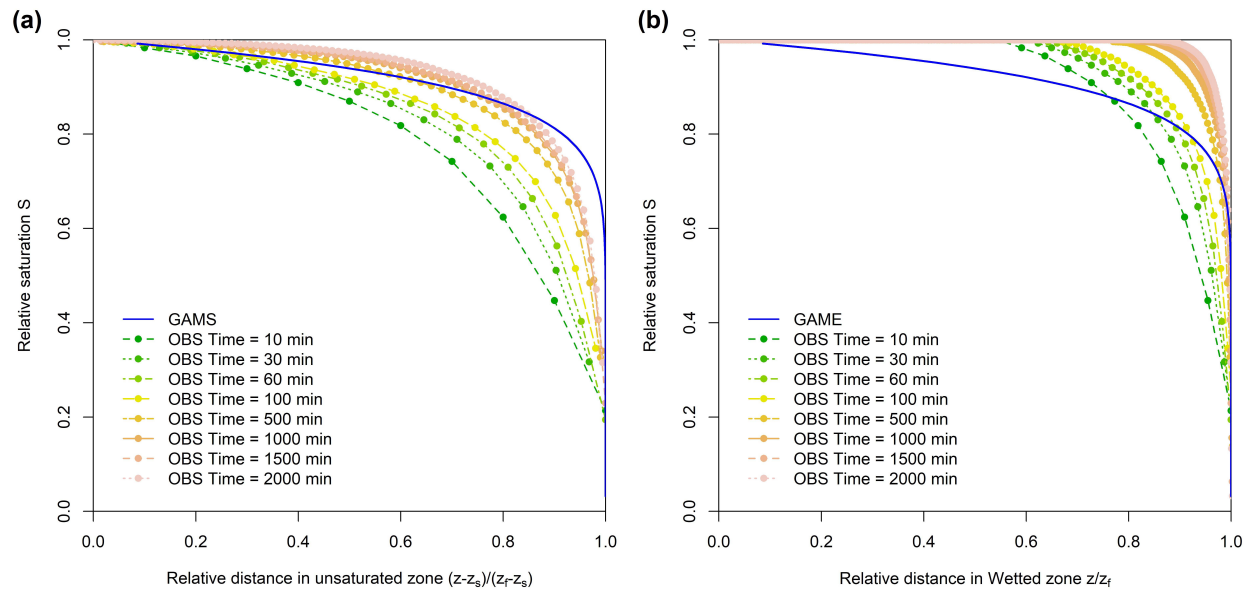 (a)
1.0
0.8
0.6
0.4
0.2
0.0
Relative saturation S
GAMS
OBS Time = 10 min
OBS Time = 30 min
OBS Time = 60 min
OBS Time = 100 min
OBS Time = 500 min
OBS Time = 1000 min
OBS Time = 1500 min
OBS Time = 2000 min
0.0 0.2 0.4 0.6 0.8 1.0
Relative distance in unsaturated zone (z-zs)/(zf-zs)
(b)
1.0
0.8
0.6
0.4
0.2
0.0
Relative saturation S
GAME
OBS Time = 10 min
OBS Time = 30 min
OBS Time = 60 min
OBS Time = 100 min
OBS Time = 500 min
OBS Time = 1000 min
OBS Time = 1500 min
OBS Time = 2000 min
0.0 0.2 0.4 0.6 0.8 1.0
Relative distance in Wetted zone z/zf